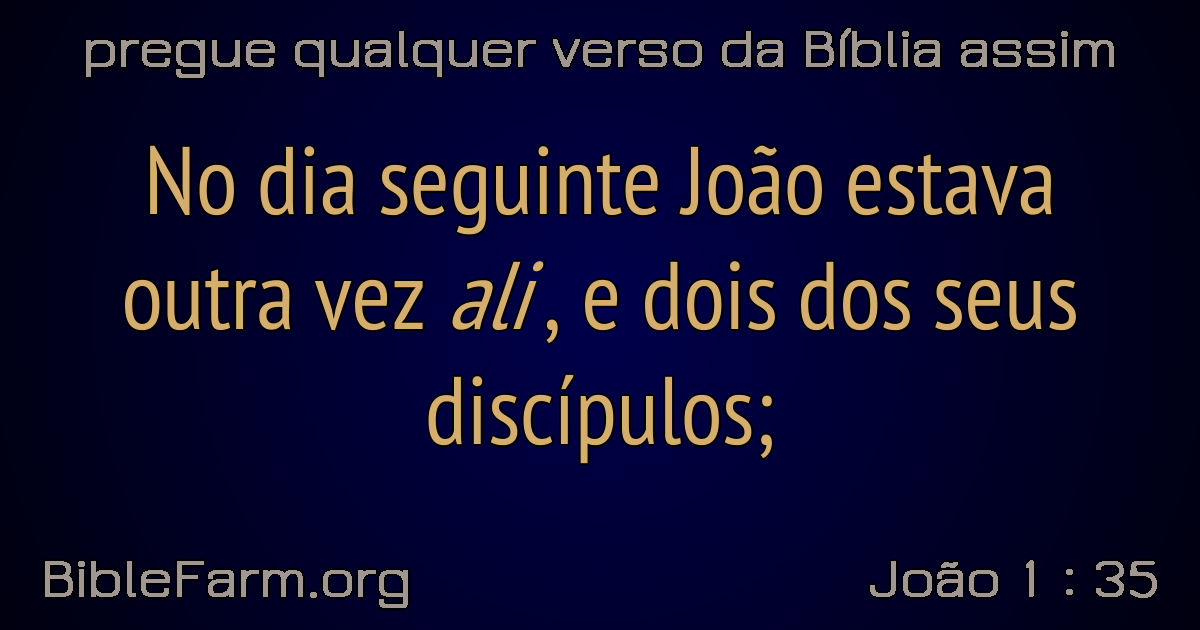 pregue qualquer verso da Bíblia assim
No dia seguinte João estava
outra vez ali, e dois dos seus
discípulos;
BibleFarm.org
João 1 : 35